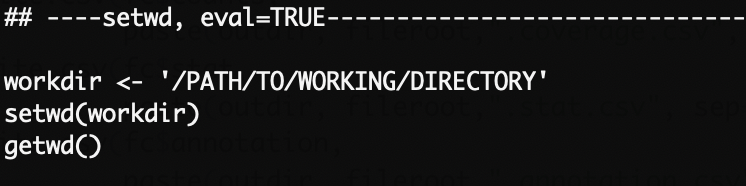 ## ----setwd, eval=TRUE--------------------------------
workdir <- '/PATH/TO/WORKING/DIRECTORY'
setwd(workdir)
getwd()